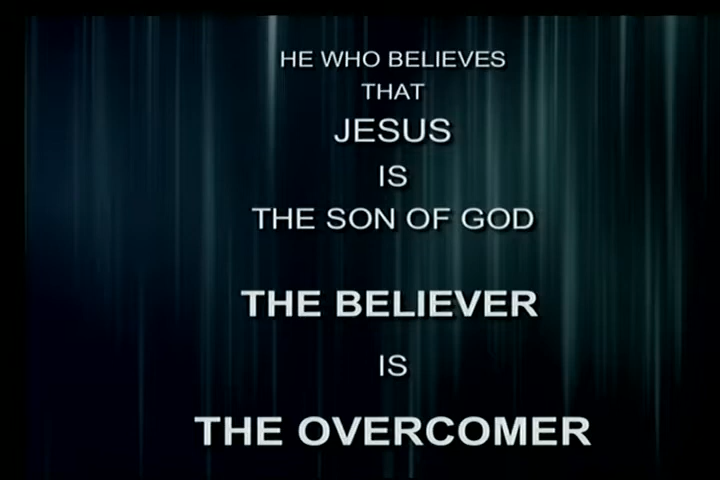 HE WHO BELIEVES
THAT
JESUS
IS
THE SON OF GOD
THE BELIEVER
IS
THE OVERCOMER